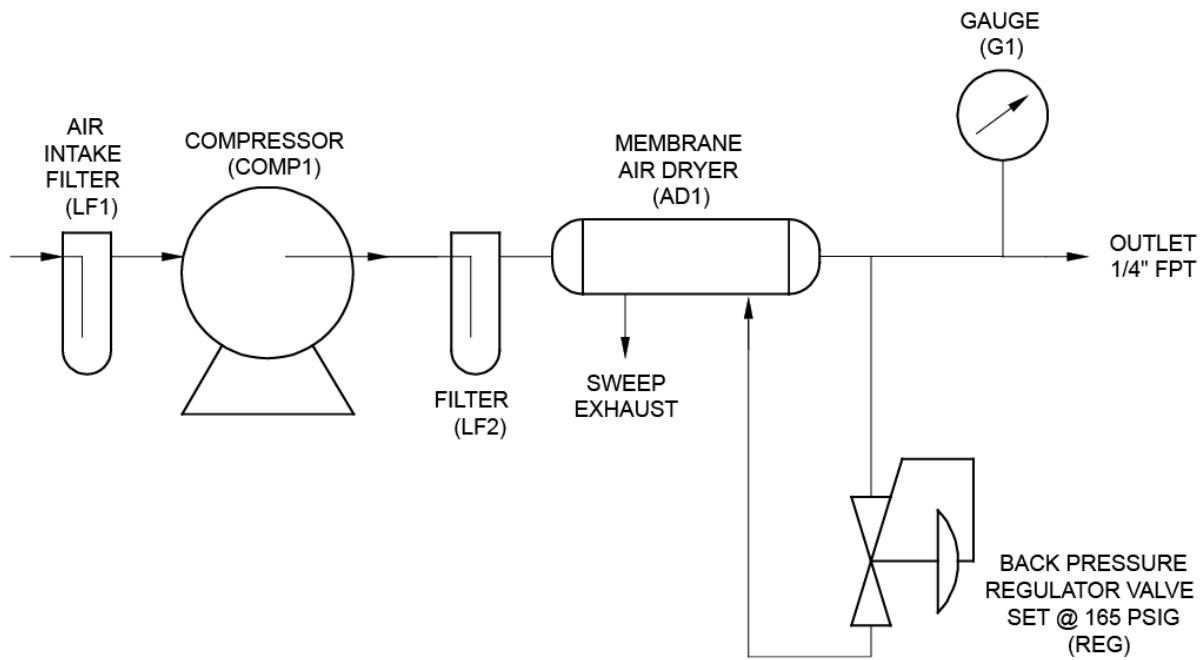 AIR
INTAKE
FILTER
(LF1)
COMPRESSOR
(COMP1)
FILTER
(LF2)
MEMBRANE
AIR DRYER
(AD1)
SWEEP
EXHAUST
GAUGE
(G1)
OUTLET
1/4" FPT
BACK PRESSURE
REGULATOR VALVE
SET @ 165 PSIG
(REG)